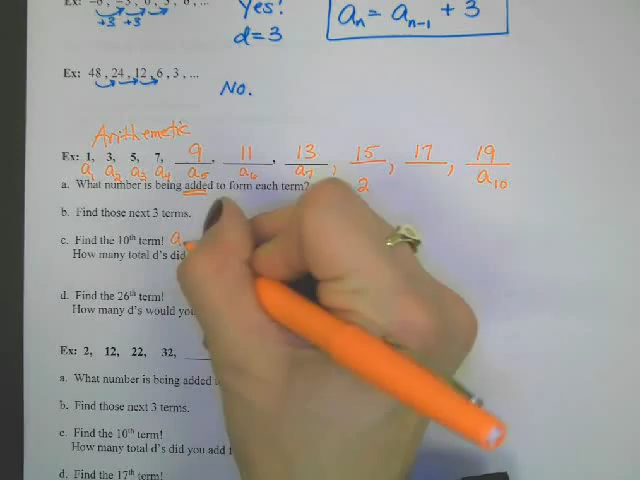 Ex: -6, -3, 0, 3, 6, ...
+3 +3
Yes!
d = 3
aₙ = aₙ₋₁ + 3
Ex: 48, 24, 12, 6, 3, ...
No.
Arithmetic
Ex: 1, 3, 5, 7, 9, 11, 13, 15, 17, 19
a₁ a₂ a₃ a₄ a₅ a₆ a₇ a₁₀
a. What number is being added to form each term? 2
b. Find those next 3 terms.
c. Find the 10th term! a
How many total d's did
d. Find the 26th term!
How many d's would you
Ex: 2, 12, 22, 32,
a. What number is being added
b. Find those next 3 terms.
c. Find the 10th term!
How many total d's did you add
d. Find the 17th term!